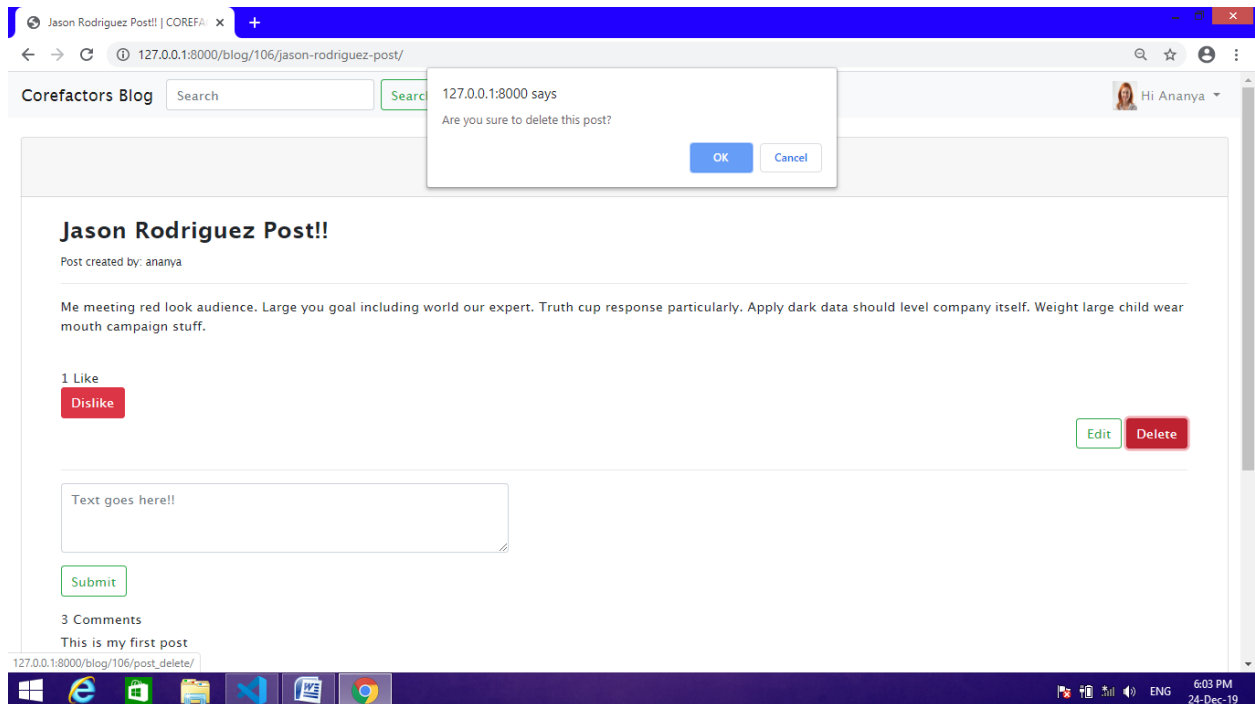 Jason Rodriguez Post!! | COREFA
127.0.0.1:8000/blog/106/jason-rodriguez-post/
Corefactors Blog
Search
Search
Hi Ananya
127.0.0.1:8000 says
Are you sure to delete this post?
OK
Cancel
Jason Rodriguez Post!!
Post created by: ananya
Me meeting red look audience. Large you goal including world our expert. Truth cup response particularly. Apply dark data should level company itself. Weight large child wear
mouth campaign stuff.
1 Like
Dislike
Edit
Delete
Text goes here!!
Submit
3 Comments
This is my first post
127.0.0.1:8000/blog/106/post_delete/
ENG
6:03 PM
24-Dec-19